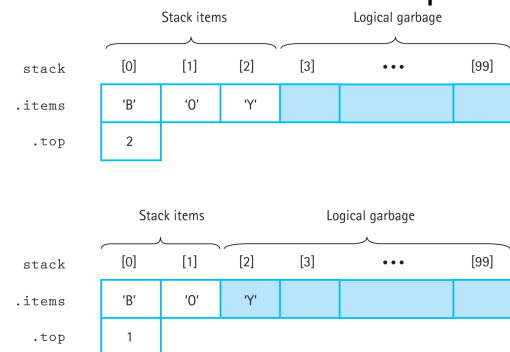 Stack items Logical garbage
stack [0] [1] [2] [3] ••• [99]
.items 'B' 'O' 'Y'
.top 2
Stack items Logical garbage
stack [0] [1] [2] [3] ••• [99]
.items 'B' 'O' 'Y'
.top 1